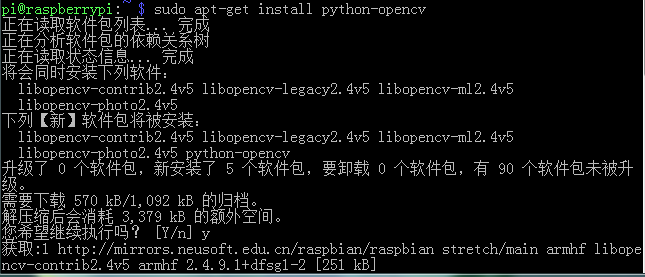 pi@raspberrypi: ~ $ sudo apt-get install python-opencv
正在读取软件包列表... 完成
正在分析软件包的依赖关系树
正在读取状态信息... 完成
将会同时安装下列软件：
libopencv-contrib2.4v5 libopencv-legacy2.4v5 libopencv-ml2.4v5
libopencv-photo2.4v5
下列【新】软件包将被安装：
libopencv-contrib2.4v5 libopencv-legacy2.4v5 libopencv-ml2.4v5
libopencv-photo2.4v5 python-opencv
升级了 0 个软件包，新安装了 5 个软件包，要卸载 0 个软件包，有 90 个软件包未被升
级。
需要下载 570 kB/1,092 kB 的归档。
解压缩后会消耗 3,379 kB 的额外空间。
您希望继续执行吗？ [Y/n] y
获取:1 http://mirrors.neusoft.edu.cn/raspbian/raspbian stretch/main armhf libope
ncv-contrib2.4v5 armhf 2.4.9.1+dfsg1-2 [251 kB]